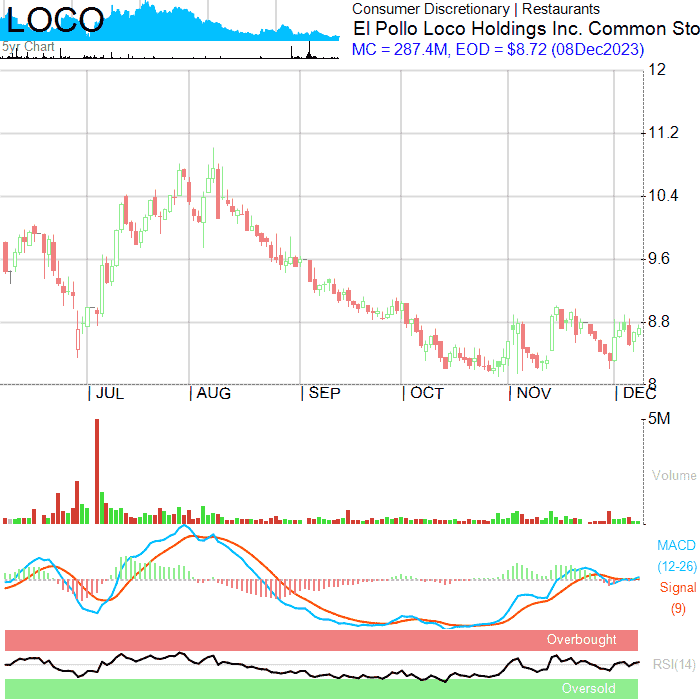 LOCO
5yr Chart
Consumer Discretionary | Restaurants
El Pollo Loco Holdings Inc. Common Sto
MC = 287.4M, EOD = $8.72 (08Dec2023)
12
11.2
10.4
9.6
8.8
8
| JUL | AUG | SEP | OCT | NOV | DEC
5M
Volume
MACD
(12-26)
Signal
(9)
Overbought
RSI(14)
Oversold